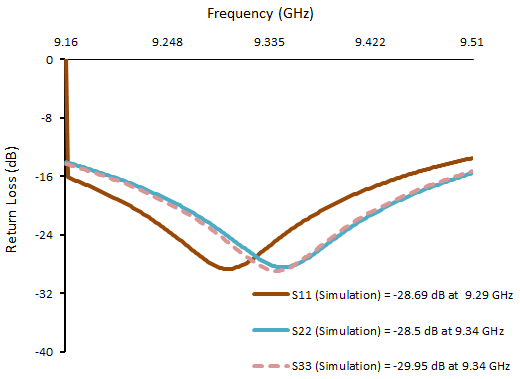 Frequency (GHz)
9.16 9.248 9.335 9.422 9.51
0
-8
-16
-24
-32
-40
Return Loss (dB)
S11 (Simulation) = -28.69 dB at 9.29 GHz
S22 (Simulation) = -28.5 dB at 9.34 GHz
S33 (Simulation) = -29.95 dB at 9.34 GHz